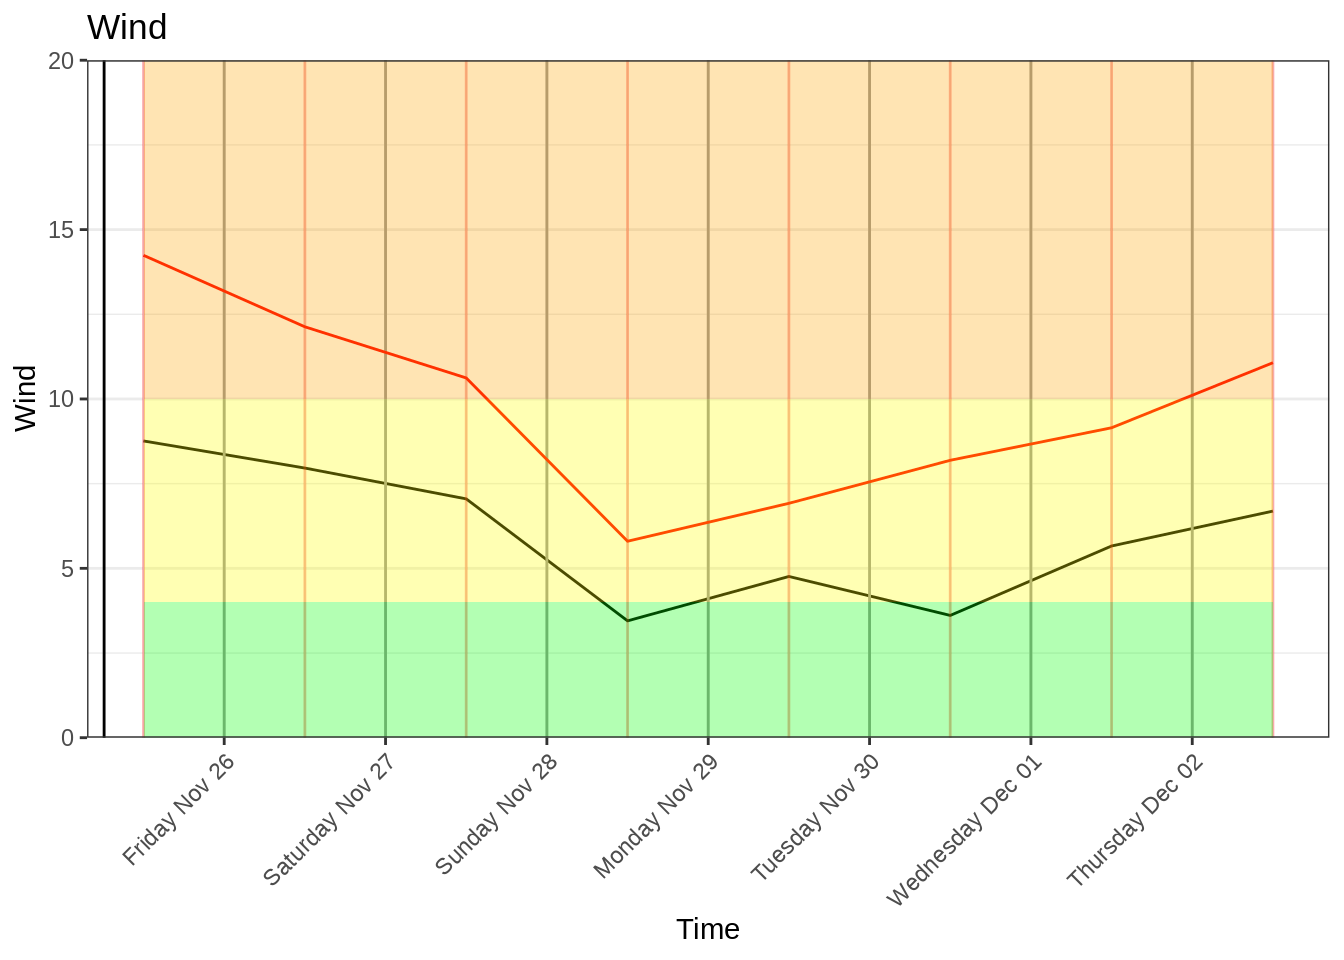 Wind
20
15
10
5
0
Wind
Friday Nov 26
Saturday Nov 27
Sunday Nov 28
Monday Nov 29
Tuesday Nov 30
Wednesday Dec 01
Thursday Dec 02
Time